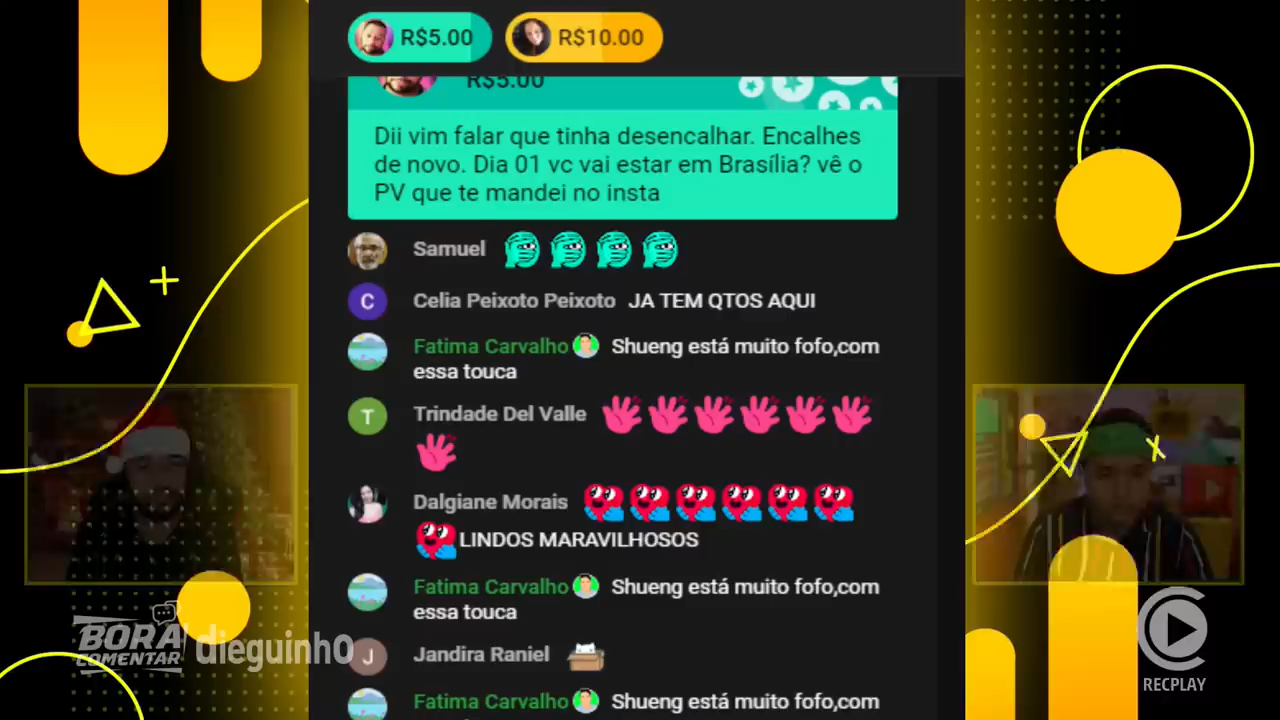 R$5.00 R$10.00
R$5.00
Dii vim falar que tinha desencalhar. Encalhes
de novo. Dia 01 vc vai estar em Brasília? vê o
PV que te mandei no insta
Samuel
C Celia Peixoto Peixoto JA TEM QTOS AQUI
Fatima Carvalho Shueng está muito fofo,com
essa touca
T Trindade Del Valle
Dalgiane Morais
LINDOS MARAVILHOSOS
Fatima Carvalho Shueng está muito fofo,com
essa touca
J Jandira Raniel
Fatima Carvalho Shueng está muito fofo,com
BORA
COMENTAR
dieguinh0
RECPLAY